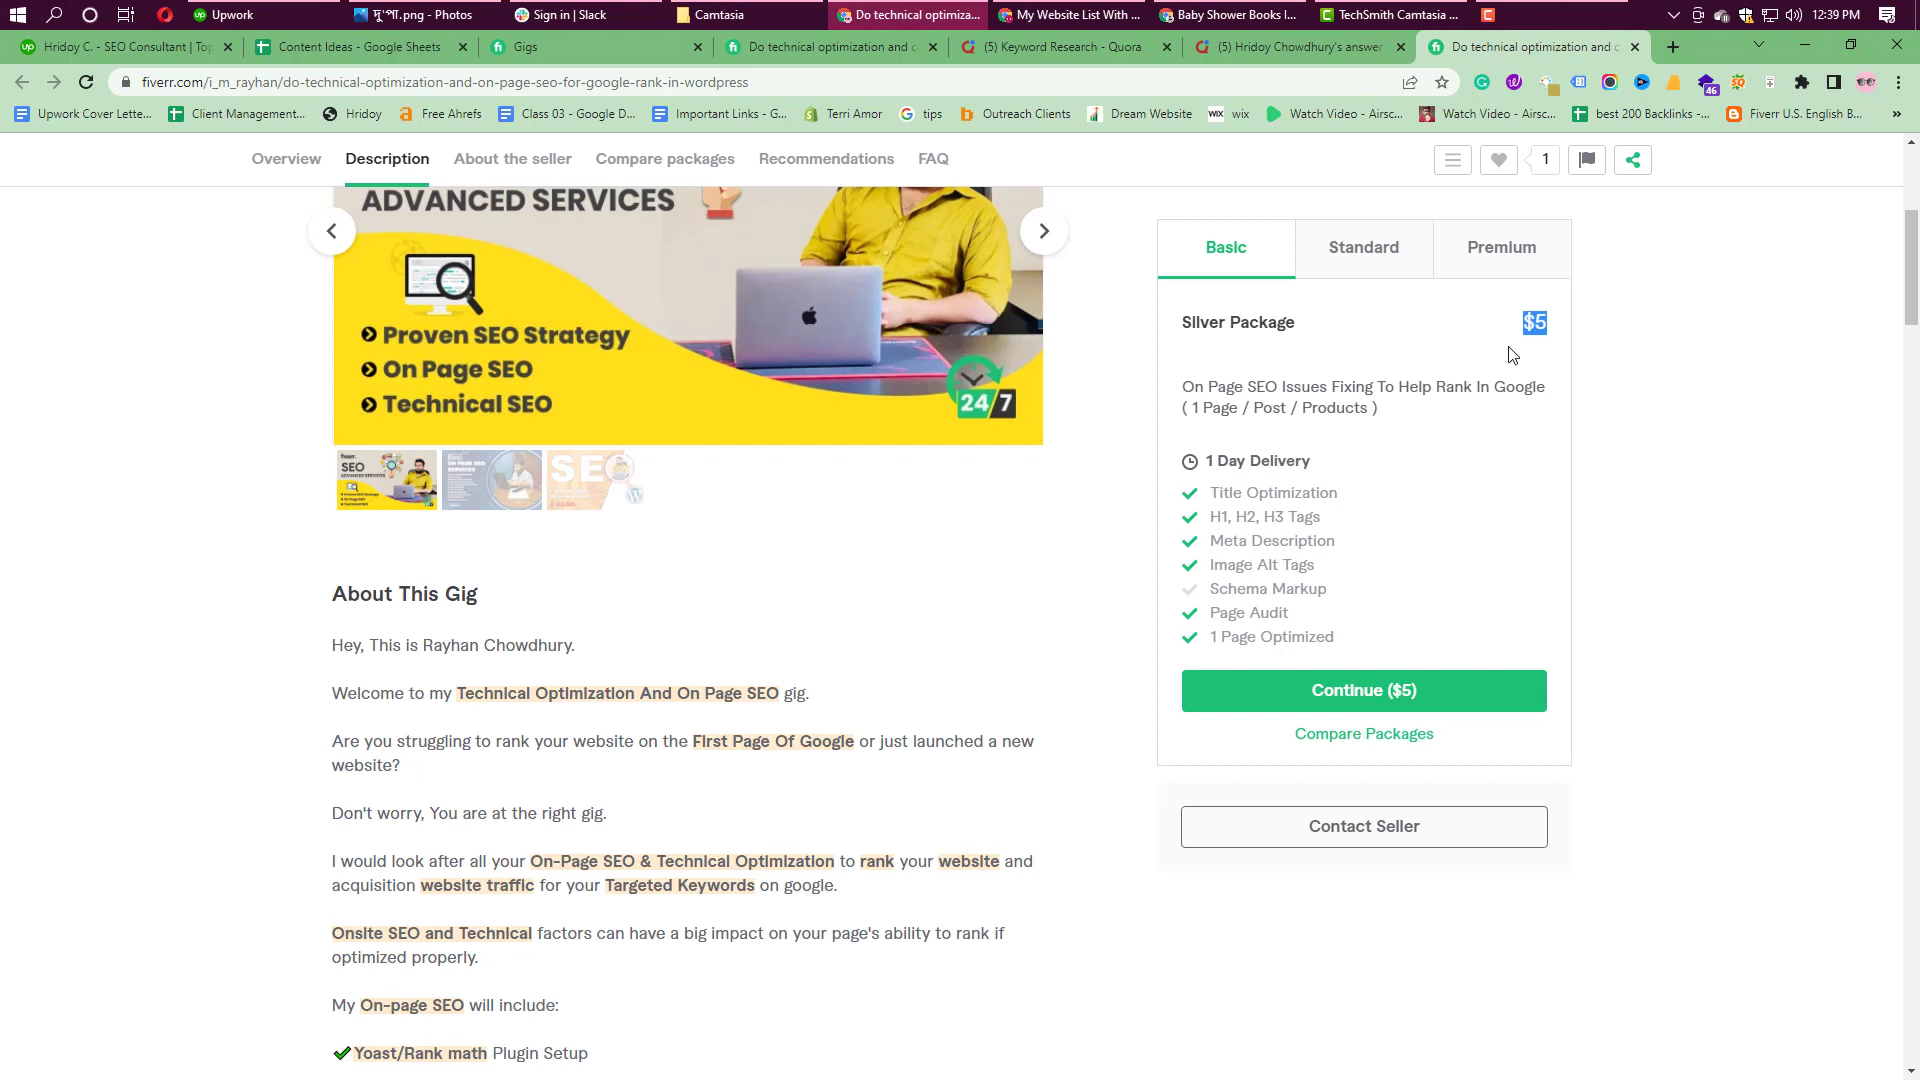 Upwork
দু'পা.png - Photos
Sign in | Slack
Camtasia
Do technical optimiza...
My Website List With ...
Baby Shower Books I...
TechSmith Camtasia ...
12:39 PM
Hridoy C. - SEO Consultant | Top
Content Ideas - Google Sheets
Gigs
Do technical optimization and o
(5) Keyword Research - Quora
(5) Hridoy Chowdhury's answer
Do technical optimization and o
fiverr.com/i_m_rayhan/do-technical-optimization-and-on-page-seo-for-google-rank-in-wordpress
46
Upwork Cover Lette...
Client Management...
Hridoy
Free Ahrefs
Class 03 - Google D...
Important Links - G...
Terri Amor
tips
Outreach Clients
Dream Website
WIX wix
Watch Video - Airsc...
Watch Video - Airsc...
best 200 Backlinks -...
Fiverr U.S. English B...
Overview
Description
About the seller
Compare packages
Recommendations
FAQ
1
ADVANCED SERVICES
Proven SEO Strategy
On Page SEO
Technical SEO
24/7
Basic
Standard
Premium
Silver Package
$5
On Page SEO Issues Fixing To Help Rank In Google
( 1 Page / Post / Products )
1 Day Delivery
Title Optimization
H1, H2, H3 Tags
Meta Description
Image Alt Tags
Schema Markup
Page Audit
1 Page Optimized
Continue ($5)
Compare Packages
Contact Seller
About This Gig
Hey, This is Rayhan Chowdhury.
Welcome to my Technical Optimization And On Page SEO gig.
Are you struggling to rank your website on the First Page Of Google or just launched a new
website?
Don't worry, You are at the right gig.
I would look after all your On-Page SEO & Technical Optimization to rank your website and
acquisition website traffic for your Targeted Keywords on google.
Onsite SEO and Technical factors can have a big impact on your page's ability to rank if
optimized properly.
My On-page SEO will include:
Yoast/Rank math Plugin Setup